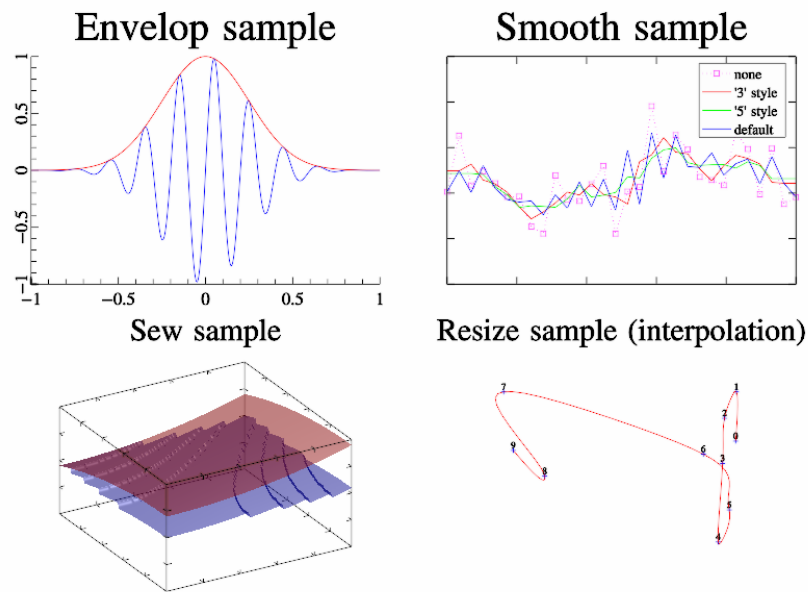 Envelop sample
Smooth sample
1
0.5
0
−0.5
−1
−1 −0.5 0 0.5 1
none
'3' style
'5' style
default
Sew sample
Resize sample (interpolation)
7
1
2
0
9
8
6
3
5
4